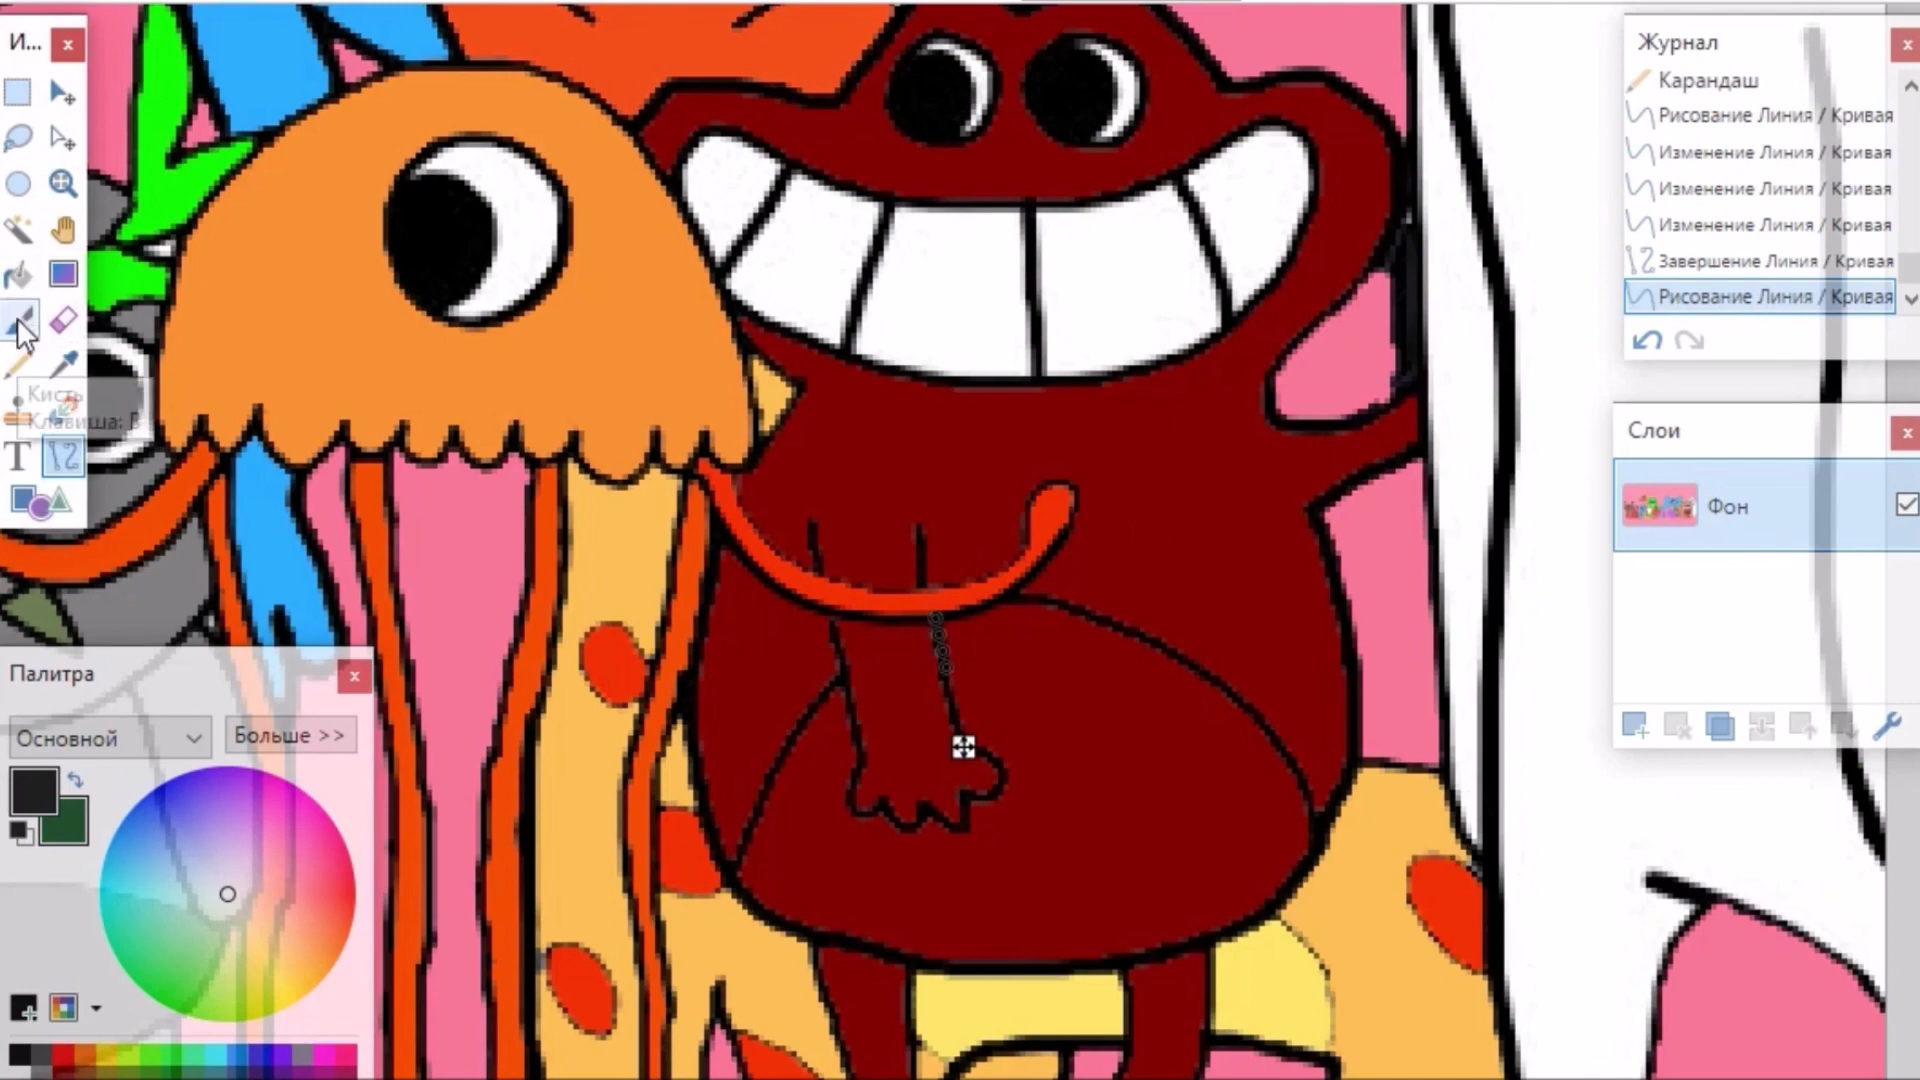 И...
Кисть
Клавиша: B
T
Палитра
Основной
Больше >>
Журнал
Карандаш
Рисование Линия / Кривая
Изменение Линия / Кривая
Изменение Линия / Кривая
Изменение Линия / Кривая
Завершение Линия / Кривая
Рисование Линия / Кривая
Слои
Фон